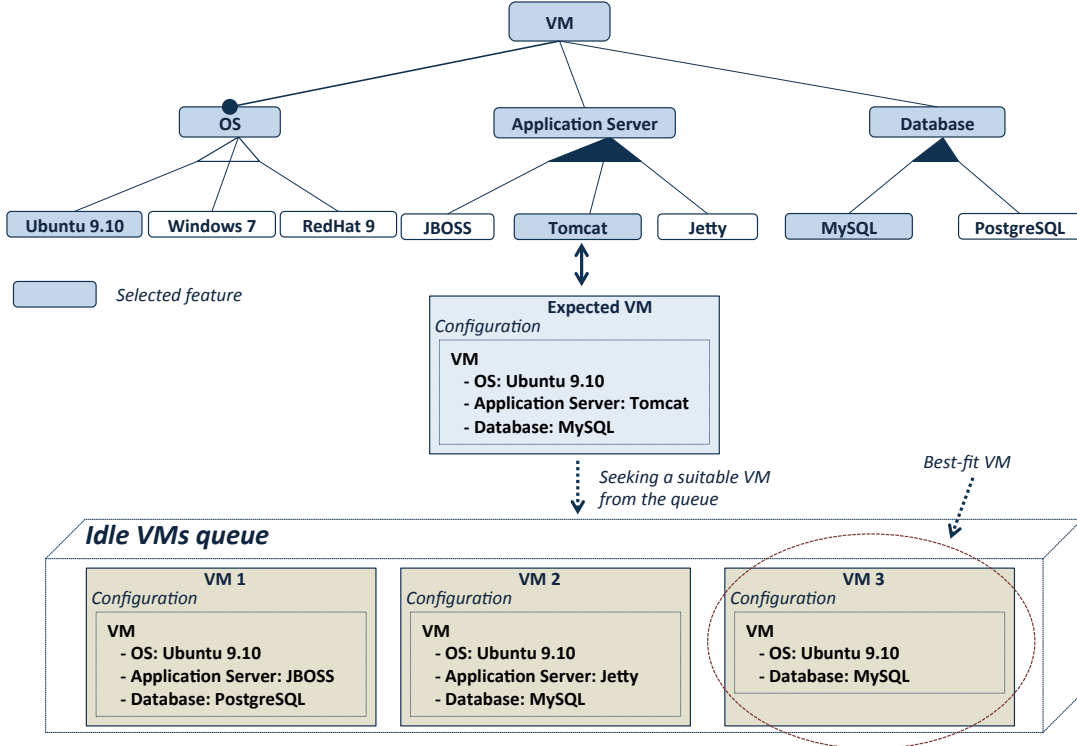 VM
OS
Application Server
Database
Ubuntu 9.10
Windows 7
RedHat 9
JBOSS
Tomcat
Jetty
MySQL
PostgreSQL
Selected feature
Expected VM
Configuration
VM
- OS: Ubuntu 9.10
- Application Server: Tomcat
- Database: MySQL
Seeking a suitable VM
from the queue
Best-fit VM
Idle VMs queue
VM 1
Configuration
VM
- OS: Ubuntu 9.10
- Application Server: JBOSS
- Database: PostgreSQL
VM 2
Configuration
VM
- OS: Ubuntu 9.10
- Application Server: Jetty
- Database: MySQL
VM 3
Configuration
VM
- OS: Ubuntu 9.10
- Database: MySQL